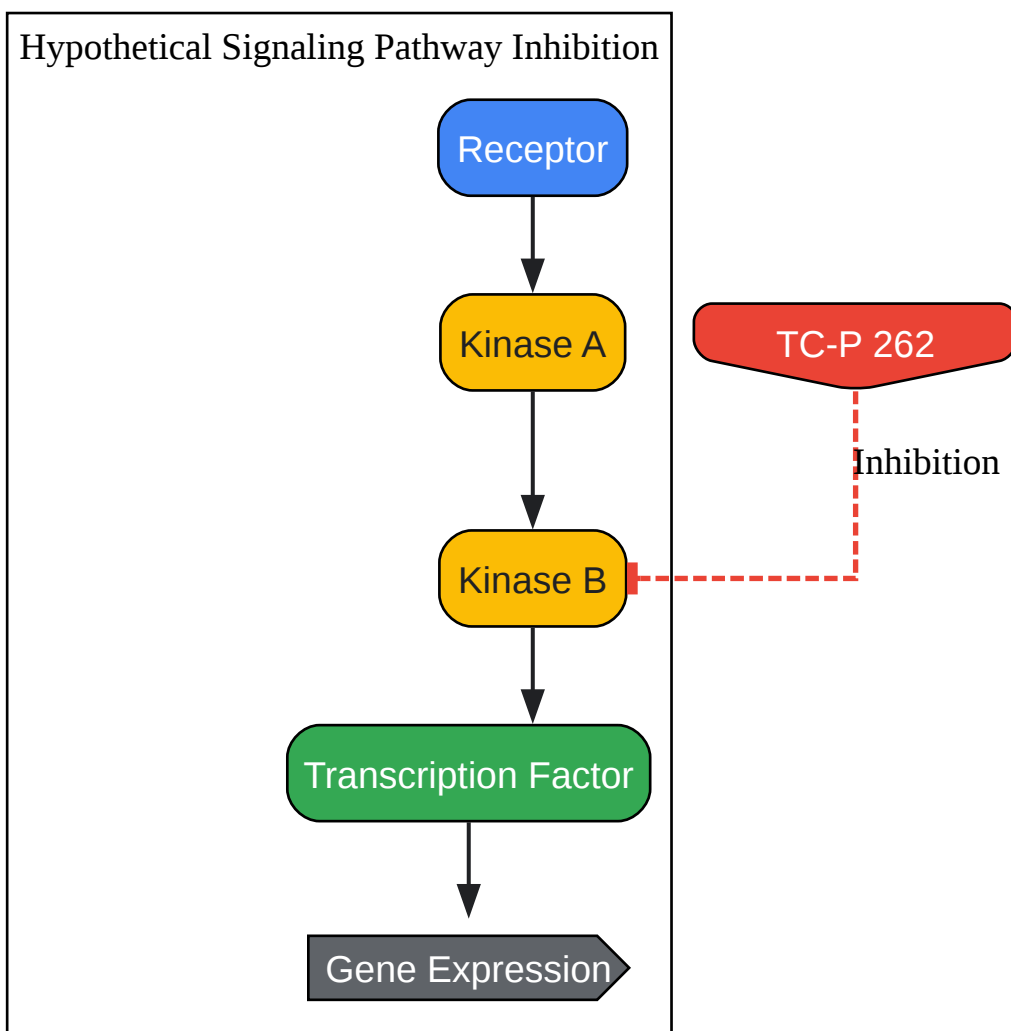 Hypothetical Signaling Pathway Inhibition
Receptor
Kinase A
TC-P 262
Inhibition
Kinase B
Transcription Factor
Gene Expression